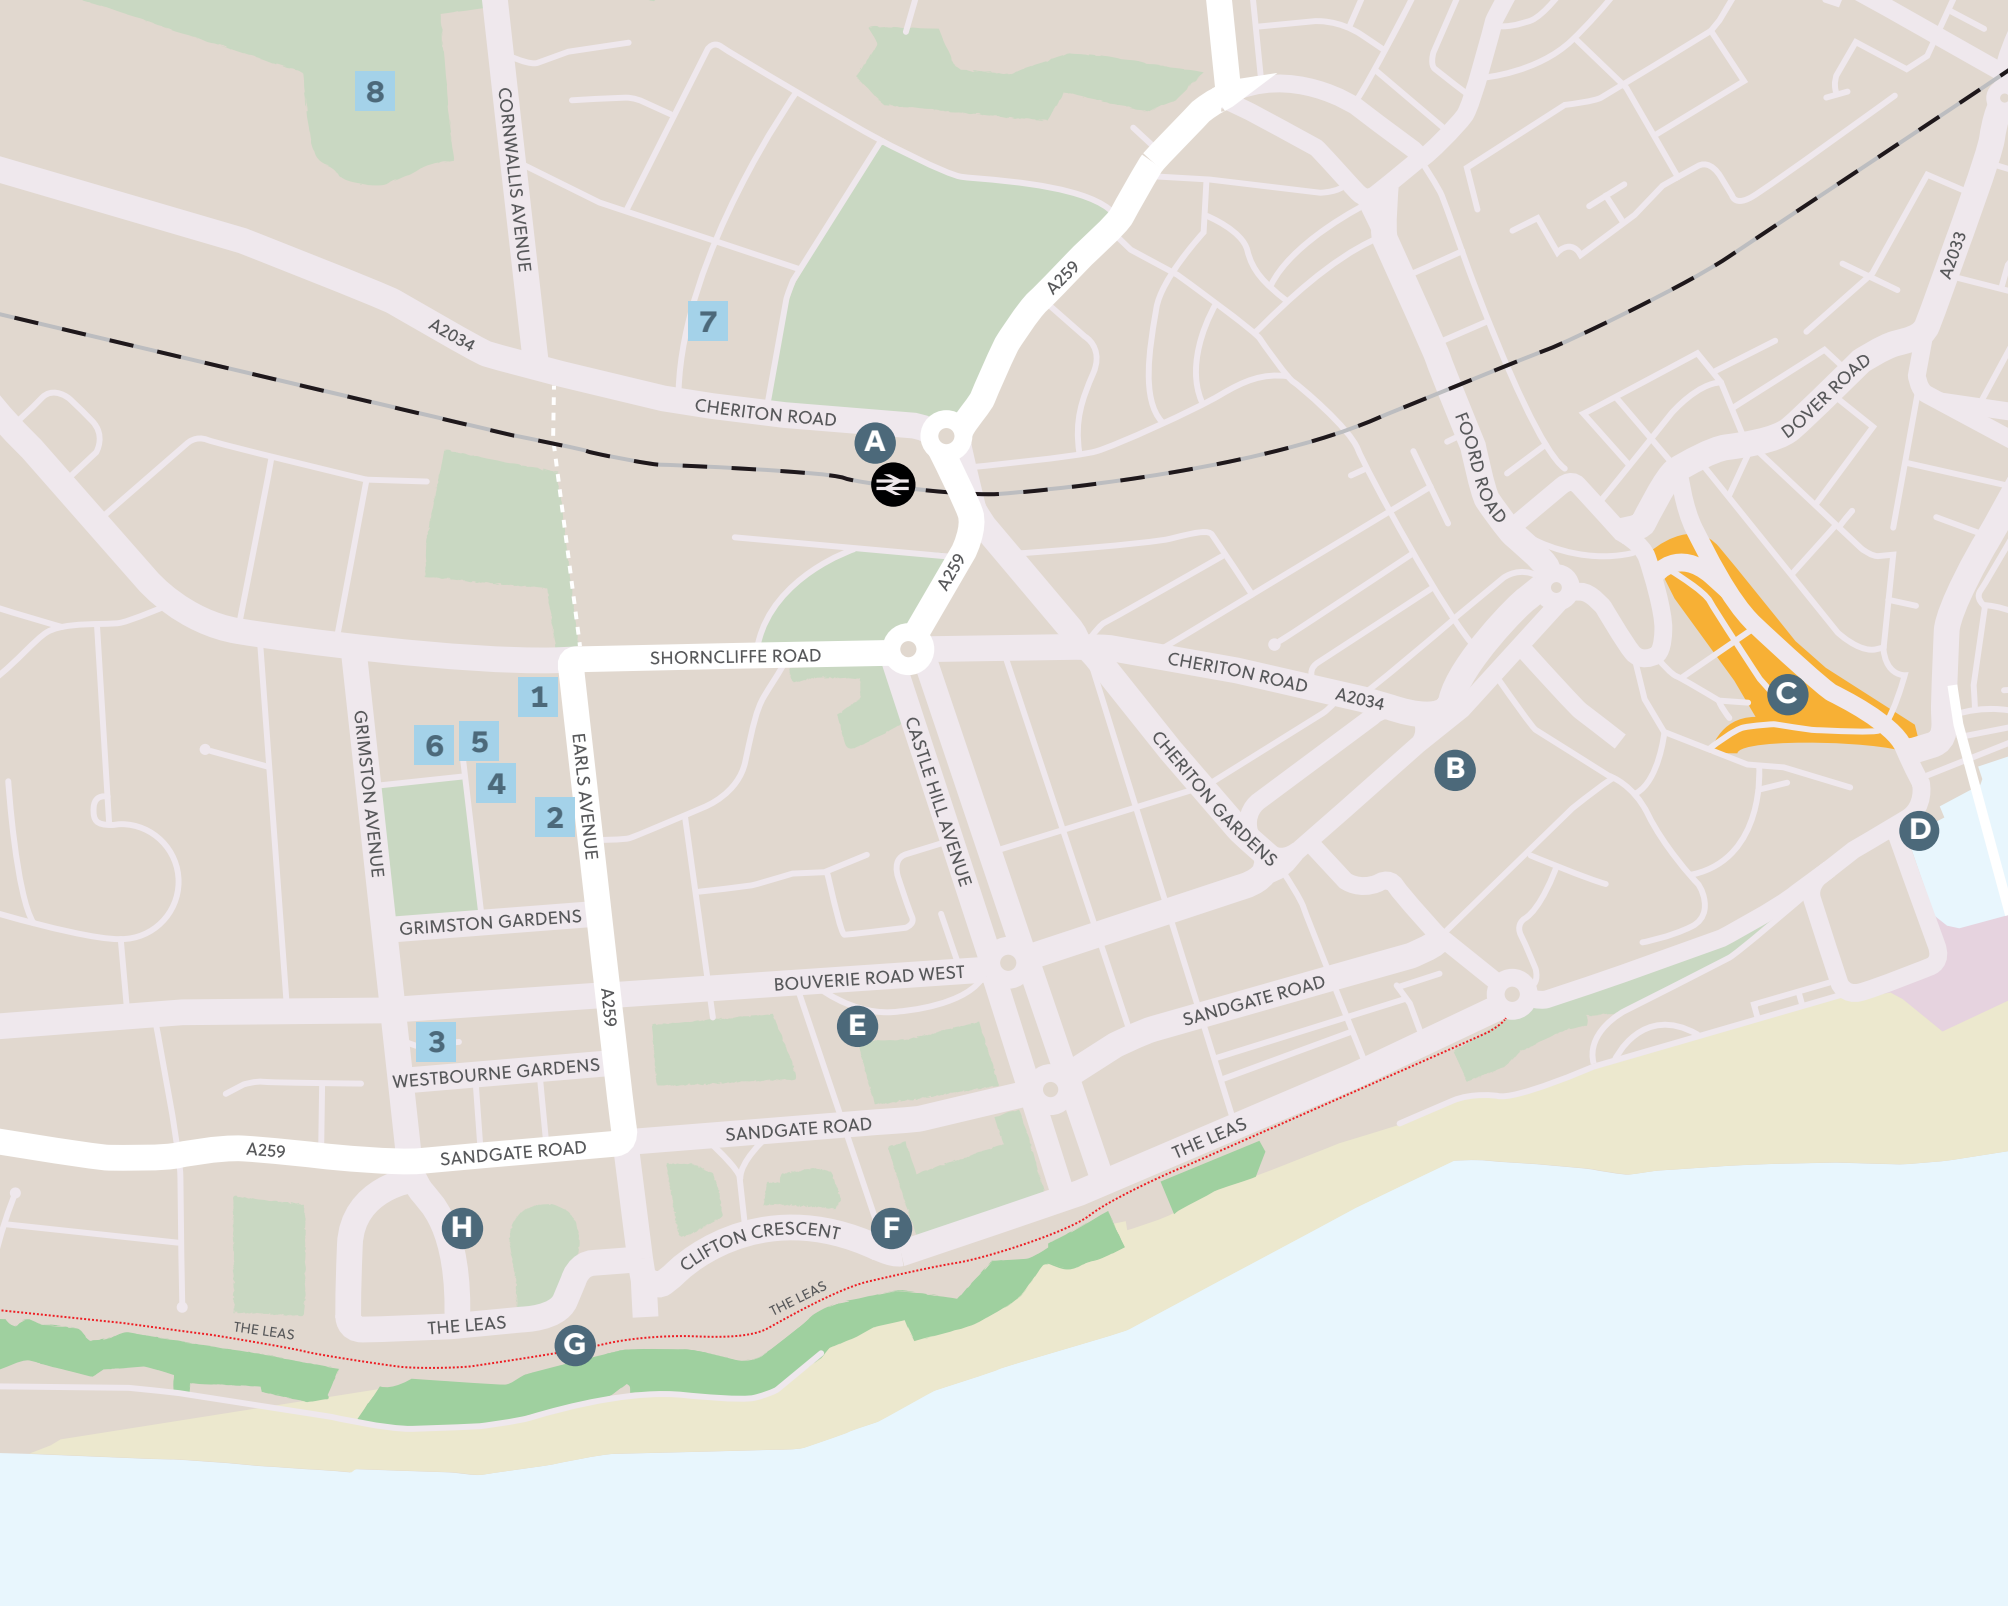 8
CORNWALLIS AVENUE
A2033
A259
7
A2034
DOVER ROAD
CHERITON ROAD
A
FOORD ROAD
A259
SHORNCLIFFE ROAD
CHERITON ROAD
A2034
1
C
6
5
4
GRIMSTON AVENUE
EARLS AVENUE
CASTLE HILL AVENUE
CHERITON GARDENS
B
2
D
GRIMSTON GARDENS
BOUVERIE ROAD WEST
A259
SANDGATE ROAD
E
3
WESTBOURNE GARDENS
SANDGATE ROAD
THE LEAS
A259
SANDGATE ROAD
H
CLIFTON CRESCENT
F
THE LEAS
THE LEAS
THE LEAS
G